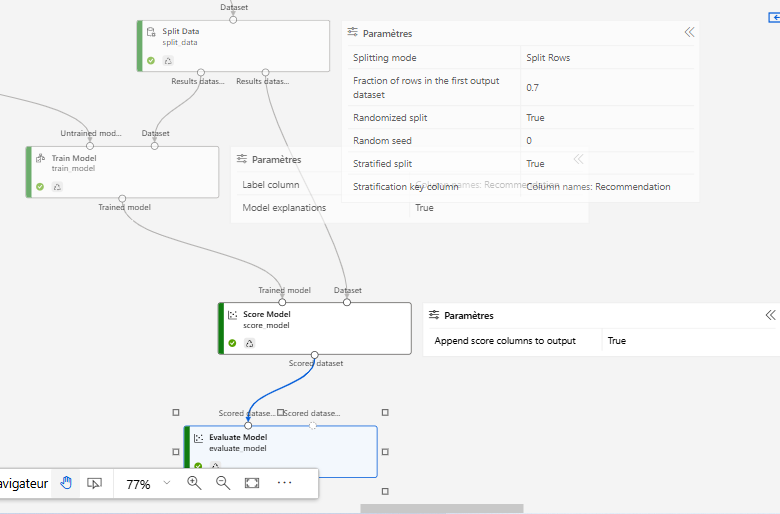 Dataset
Split Data
split_data
Results datas... Results datas...
Paramètres
Splitting mode Split Rows
Fraction of rows in the first output
dataset
0.7
Randomized split True
Random seed 0
Stratified split True
Stratification key column Column names: Recommendation
Untrained mod... Dataset
Train Model
train_model
Trained model
Paramètres
Label column Column names: Recommendation
Model explanations True
Trained model Dataset
Score Model
score_model
Scored dataset
Paramètres
Append score columns to output True
Scored datase... Scored datase...
Evaluate Model
evaluate_model
avigateur 77%